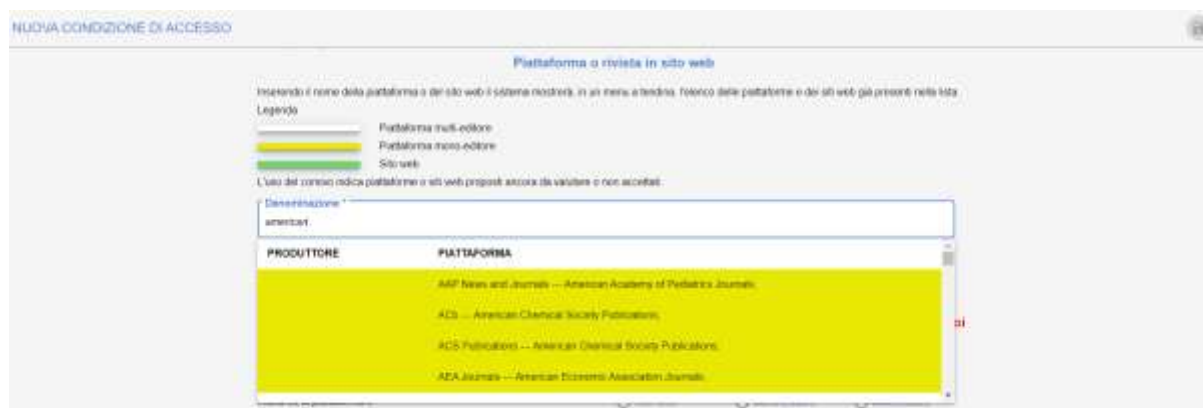 NUOVA CONDIZIONE DI ACCESSO
Piattaforma o rivista in sito web
Inserendo il nome della piattaforma o del sito web il sistema mostrerà, in un menu a tendina, l'elenco delle piattaforme e dei siti web già presenti nella lista
Legenda
Piattaforma multi-editore
Piattaforma mono-editore
Sito web
L'uso del corsivo indica piattaforme o siti web proposti ancora da valutare o non accettati.
Denominazione *
american
PRODUTTORE PIATTAFORMA
AAP News and Journals — American Academy of Pediatrics Journals.
ACS — American Chemical Society Publications.
ACS Publications — American Chemical Society Publications.
oi
AEA Journals — American Economic Association Journals.